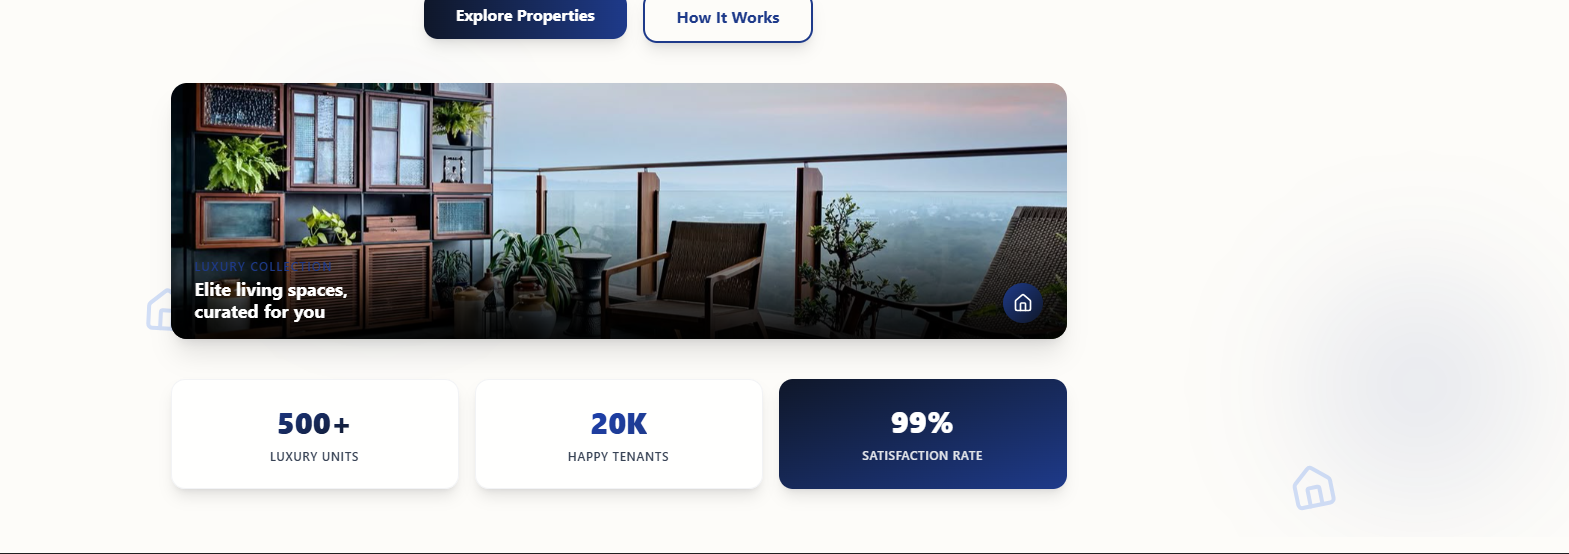 Explore Properties
How It Works
LUXURY COLLECTION
Elite living spaces,
curated for you
500+
20K
99%
LUXURY UNITS
HAPPY TENANTS
SATISFACTION RATE